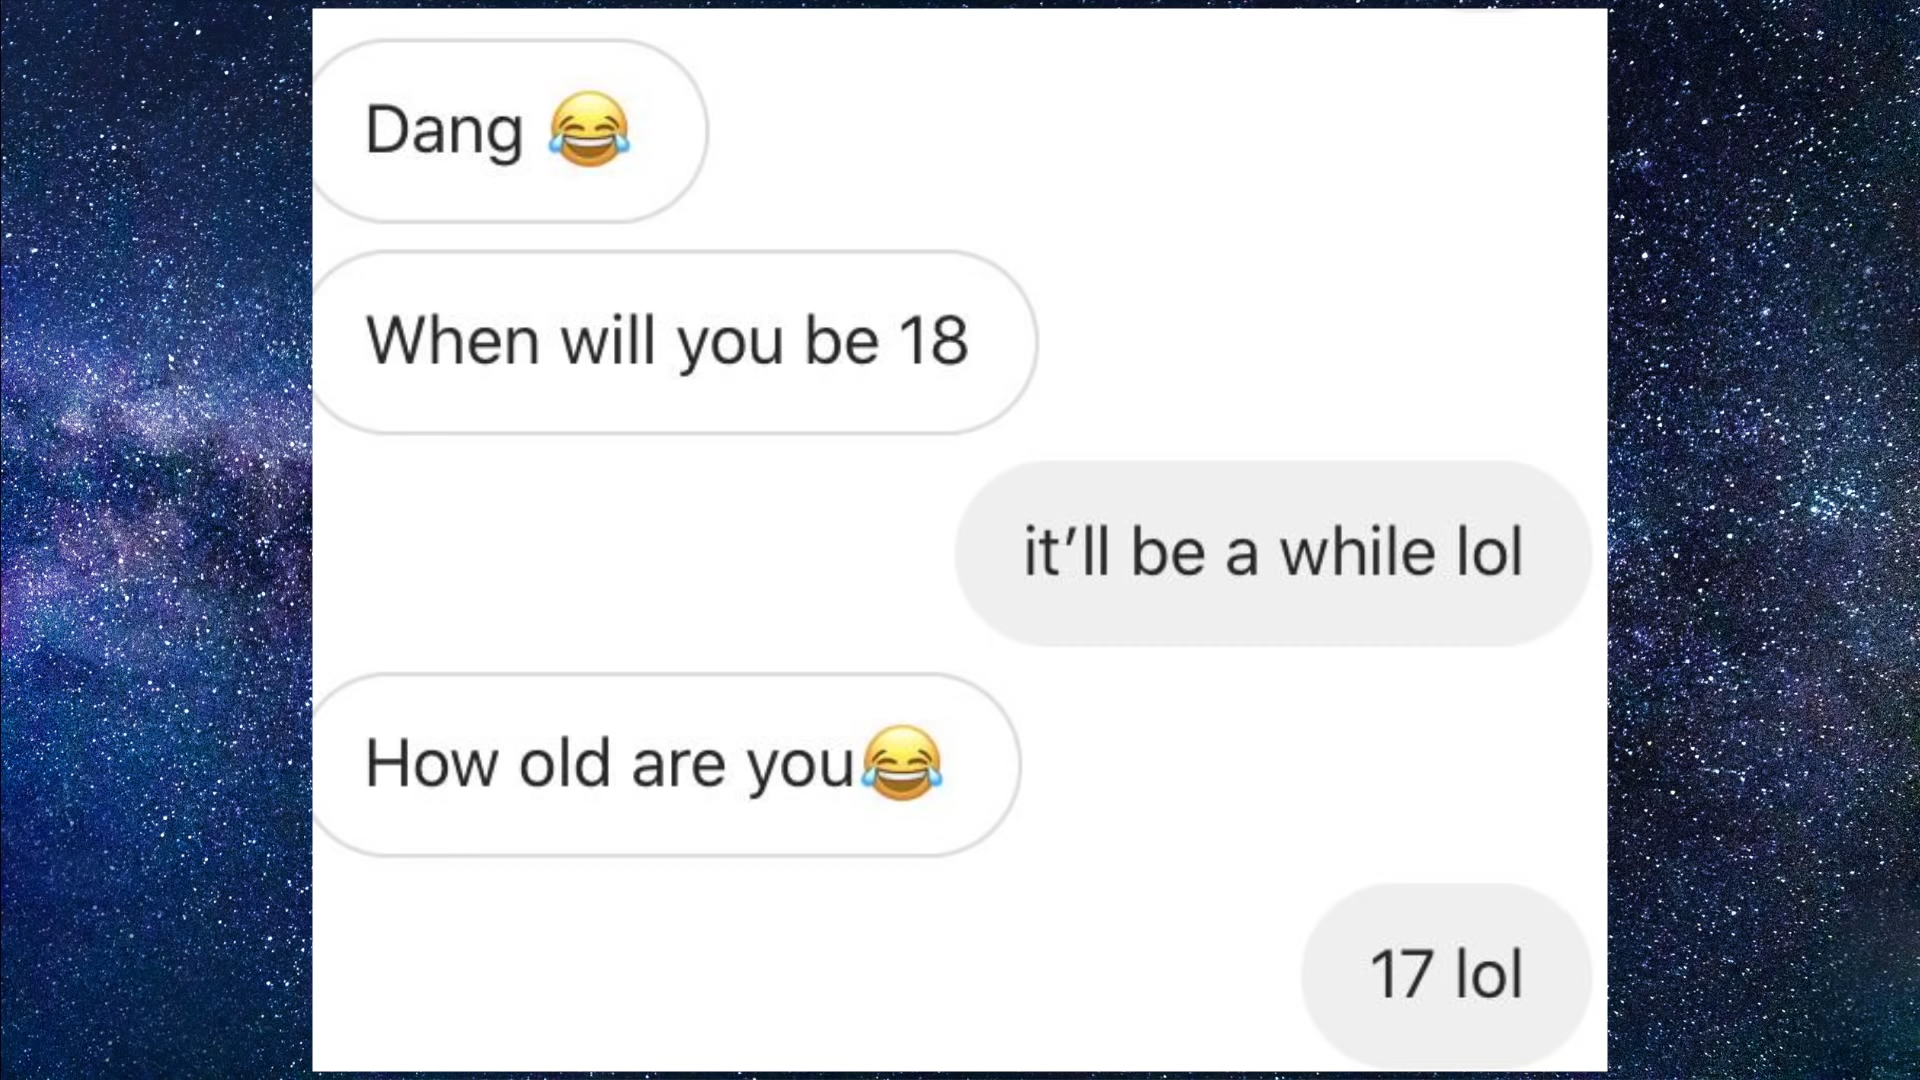 Dang 😂
When will you be 18
it’ll be a while lol
How old are you😂
17 lol